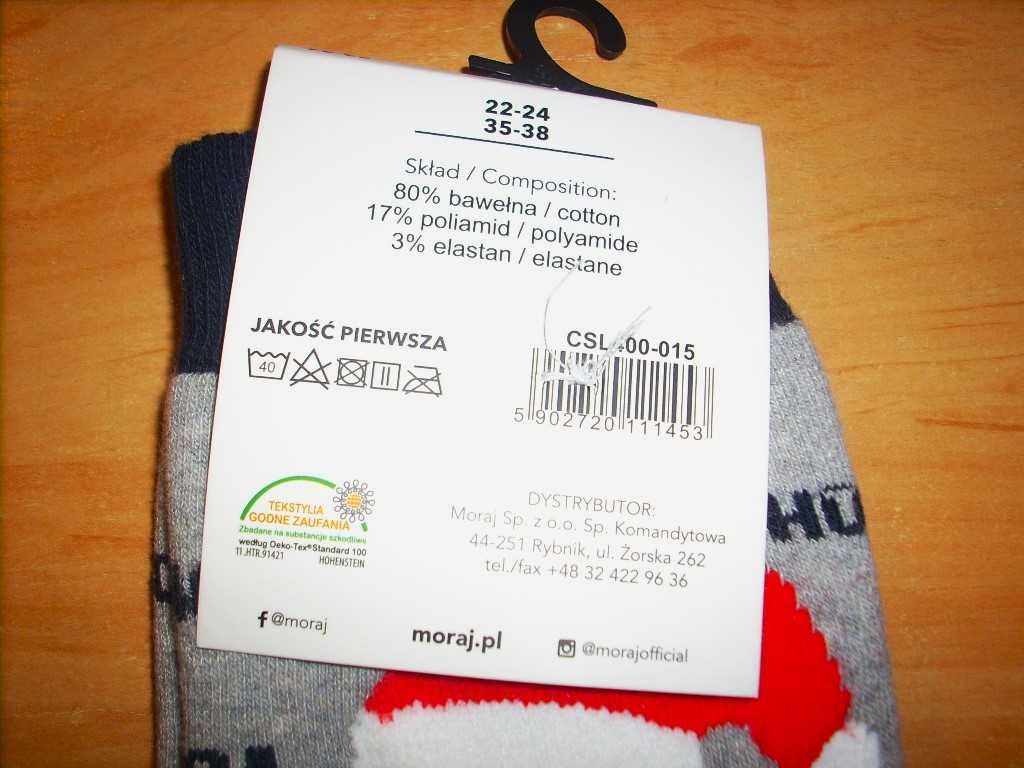 22-24
35-38
Skład / Composition:
80% bawełna / cotton
17% poliamid / polyamide
3% elastan / elastane
JAKOŚĆ PIERWSZA
40
CSL400-015
5 902720 111453
TEKSTYLIA
GODNE ZAUFANIA
Zbadane na substancje szkodliwe
według Oeko-Tex® Standard 100
11.HTR.91421 HOHENSTEIN
DYSTRYBUTOR:
Moraj Sp. z o.o. Sp. Komandytowa
44-251 Rybnik, ul. Żorska 262
tel./fax +48 32 422 96 36
@moraj
moraj.pl
@morajofficial
HO